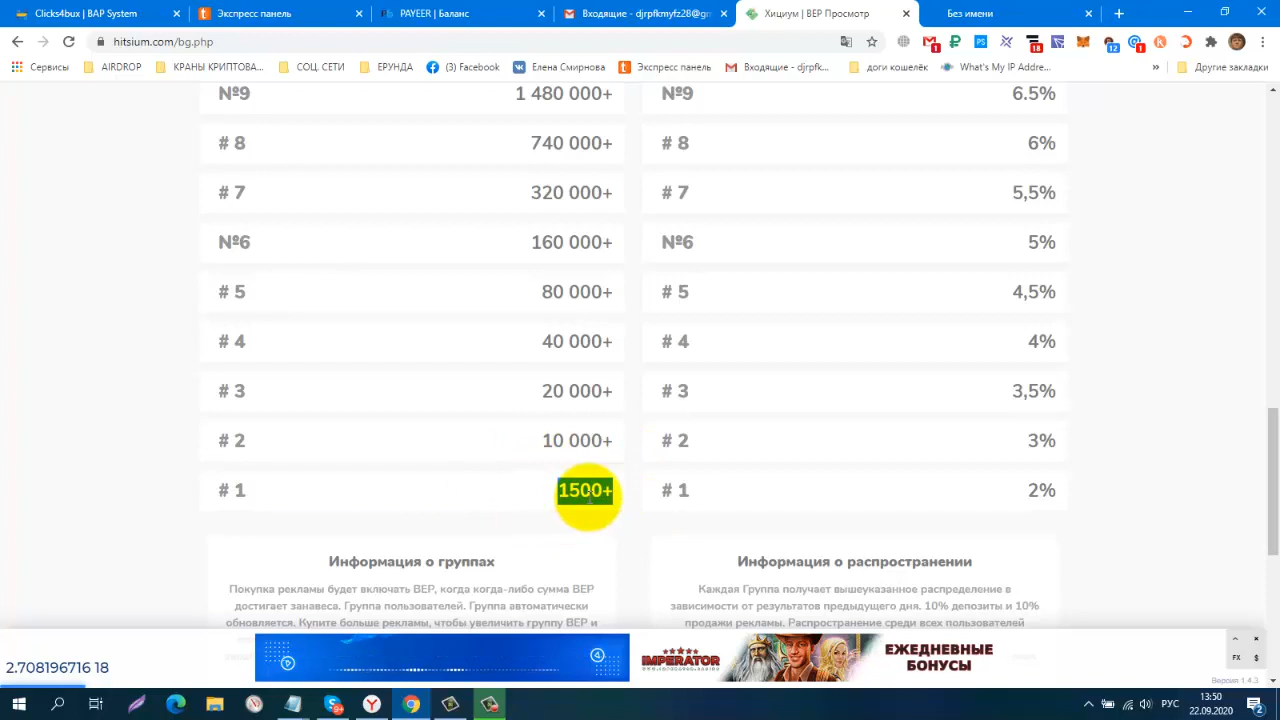 Clicks4bux | BAP System
Экспресс панель
PAYEER | Баланс
Входящие - djrpfkmyfz28@gm
Хициум | BEP Просмотр
Без имени
hitsium.com/bg.php
Сервисы
AIRDROP
КРАНЫ КРИПТОВА...
СОЦ. СЕТИ
ЕРУНДА
(3) Facebook
Елена Смирнова
Экспресс панель
Входящие - djrpfk...
доги кошелёк
What's My IP Addre...
»
Другие закладки
№9 1 480 000+ №9 6.5%
# 8 740 000+ # 8 6%
# 7 320 000+ # 7 5,5%
№6 160 000+ №6 5%
# 5 80 000+ # 5 4,5%
# 4 40 000+ # 4 4%
# 3 20 000+ # 3 3,5%
# 2 10 000+ # 2 3%
# 1 1500+ # 1 2%
Информация о группах
Покупка рекламы будет включать BEP, когда когда-либо сумма BEP
достигает занавеса. Группа пользователей. Группа автоматически
обновляется. Купите больше рекламы, чтобы увеличить группу BEP и
Информация о распространении
Каждая Группа получает вышеуказанное распределение в
зависимости от результатов предыдущего дня. 10% депозиты и 10%
продажи рекламы. Распространение среди всех пользователей
2.708196716 18
IMPERATOR
ЕЖЕДНЕВНЫЕ
БОНУСЫ
FX $
Версия 1.4.3
РУС
13:50
22.09.2020